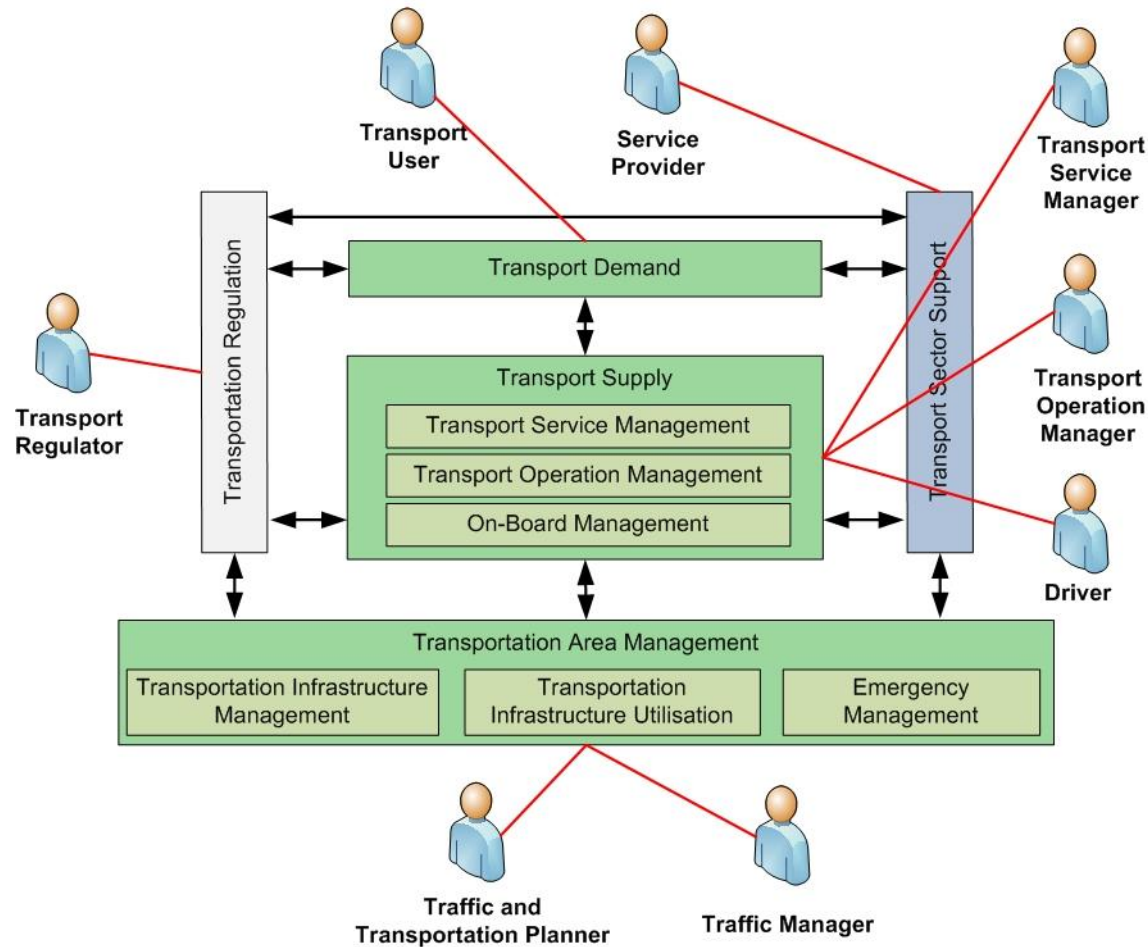 Transport
User
Service
Provider
Transport
Service
Manager
Transportation Regulation
Transport Demand
Transport Sector Support
Transport
Regulator
Transport Supply
Transport Service Management
Transport Operation Management
On-Board Management
Transport
Operation
Manager
Driver
Transportation Area Management
Transportation Infrastructure
Management
Transportation
Infrastructure Utilisation
Emergency
Management
Traffic and
Transportation Planner
Traffic Manager